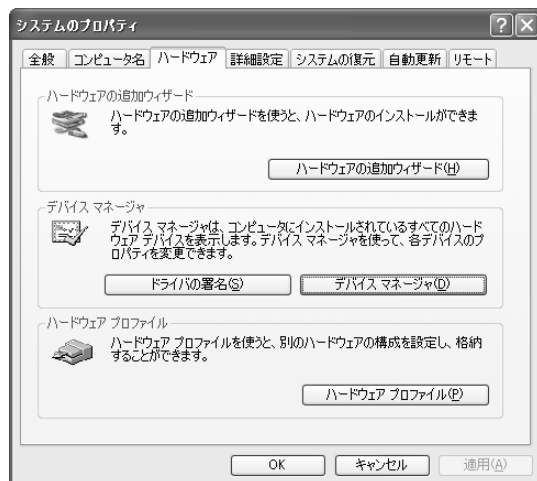 システムのプロパティ
全般 コンピュータ名 ハードウェア 詳細設定 システムの復元 自動更新 リモート
ハードウェアの追加ウィザード
ハードウェアの追加ウィザードを使うと、ハードウェアのインストールができま
す。
ハードウェアの追加ウィザード(H)
デバイス マネージャ
デバイス マネージャは、コンピュータにインストールされているすべてのハード
ウェア デバイスを表示します。デバイス マネージャを使って、各デバイスのプ
ロパティを変更できます。
ドライバの署名(S) デバイス マネージャ(D)
ハードウェア プロファイル
ハードウェア プロファイルを使うと、別のハードウェアの構成を設定し、格納
することができます。
ハードウェア プロファイル(P)
OK キャンセル 適用(A)